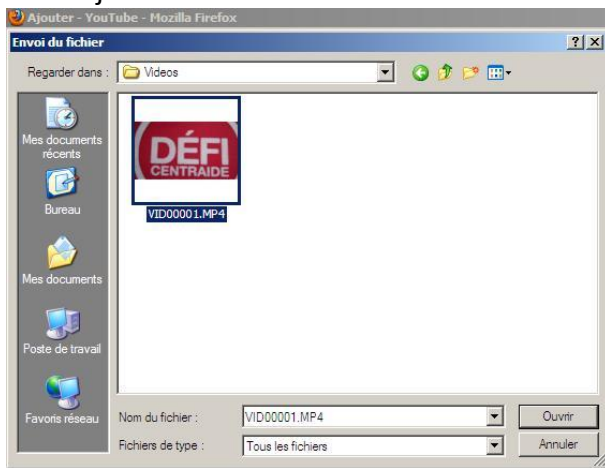 Ajouter - YouTube - Mozilla Firefox
Envoi du fichier
Regarder dans :
Videos
Mes documents
récents
Bureau
Mes documents
Poste de travail
Favoris réseau
DÉFI
CENTRAIDE
VID00001.MP4
Nom du fichier :
VID00001.MP4
Ouvrir
Fichiers de type :
Tous les fichiers
Annuler